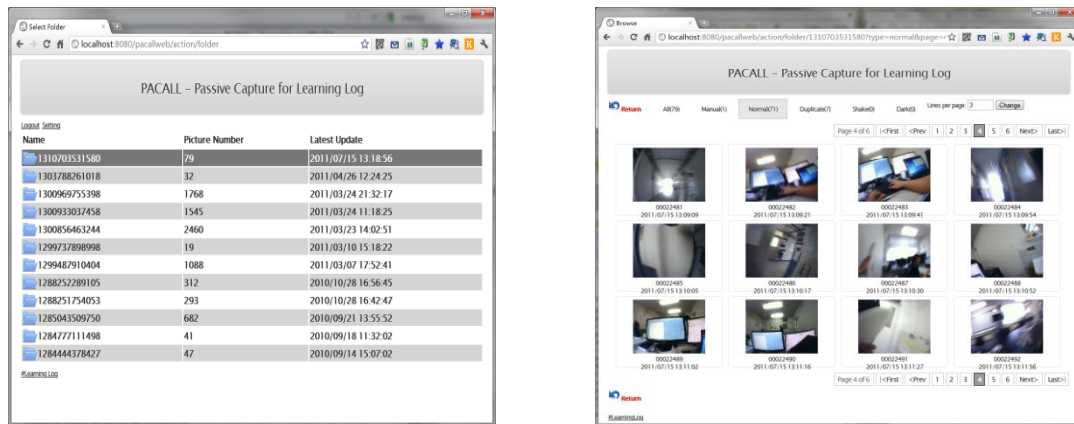 Select Folder
localhost:8080/pacallweb/action/folder
PACALL – Passive Capture for Learning Log
Logout Setting
Name Picture Number Latest Update
1310703531580 79 2011/07/15 13:18:56
1303788261018 32 2011/04/26 12:24:25
1300969755398 1768 2011/03/24 21:32:17
1300933037458 1545 2011/03/24 11:18:25
1300856463244 2460 2011/03/23 14:02:51
1299737898998 19 2011/03/10 15:18:22
1299487910404 1088 2011/03/07 17:52:41
1288252289105 312 2010/10/28 16:56:45
1288251754053 293 2010/10/28 16:42:47
1285043509750 682 2010/09/21 13:55:52
1284777111498 41 2010/09/18 11:32:02
1284444378427 47 2010/09/14 15:07:02
#Learning Log
Browse
localhost:8080/pacallweb/action/folder/1310703531580?type=normal&page=
PACALL – Passive Capture for Learning Log
Return All(79) Manual(1) Normal(71) Duplicate(7) Shake(0) Dark(0) Lines per page: 3 Change
Page 4 of 6 |<First <Prev 1 2 3 4 5 6 Next> Last>|
00022481 00022482 00022483 00022484
2011/07/15 13:09:09 2011/07/15 13:09:21 2011/07/15 13:09:41 2011/07/15 13:09:54
00022485 00022486 00022487 00022488
2011/07/15 13:10:05 2011/07/15 13:10:17 2011/07/15 13:10:30 2011/07/15 13:10:52
00022489 00022490 00022491 00022492
2011/07/15 13:11:02 2011/07/15 13:11:16 2011/07/15 13:11:27 2011/07/15 13:11:56
Page 4 of 6 |<First <Prev 1 2 3 4 5 6 Next> Last>|
Return
#LearningLog